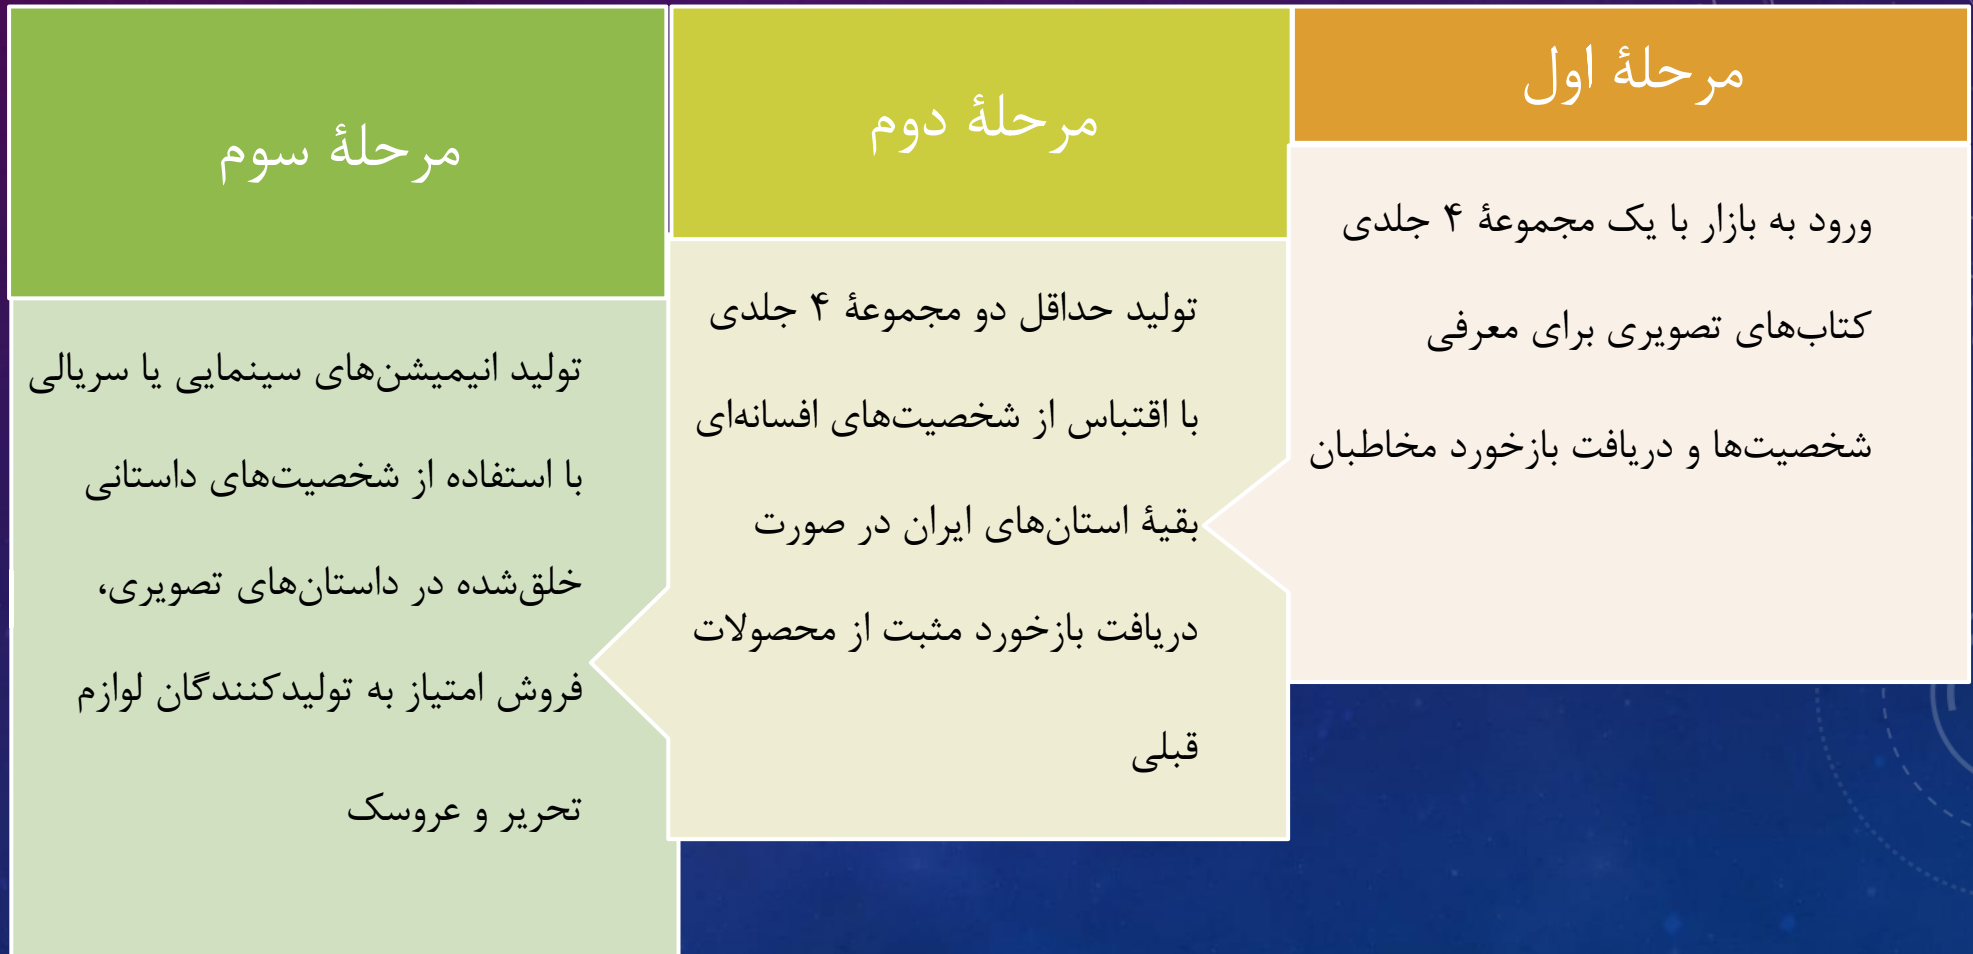 مرحلهٔ اول
ورود به بازار با یک مجموعهٔ ۴ جلدی
کتاب‌های تصویری برای معرفی
شخصیت‌ها و دریافت بازخورد مخاطبان
مرحلهٔ دوم
تولید حداقل دو مجموعهٔ ۴ جلدی
با اقتباس از شخصیت‌های افسانه‌ای
بقیهٔ استان‌های ایران در صورت
دریافت بازخورد مثبت از محصولات
قبلی
مرحلهٔ سوم
تولید انیمیشن‌های سینمایی یا سریالی
با استفاده از شخصیت‌های داستانی
خلق‌شده در داستان‌های تصویری،
فروش امتیاز به تولیدکنندگان لوازم
تحریر و عروسک